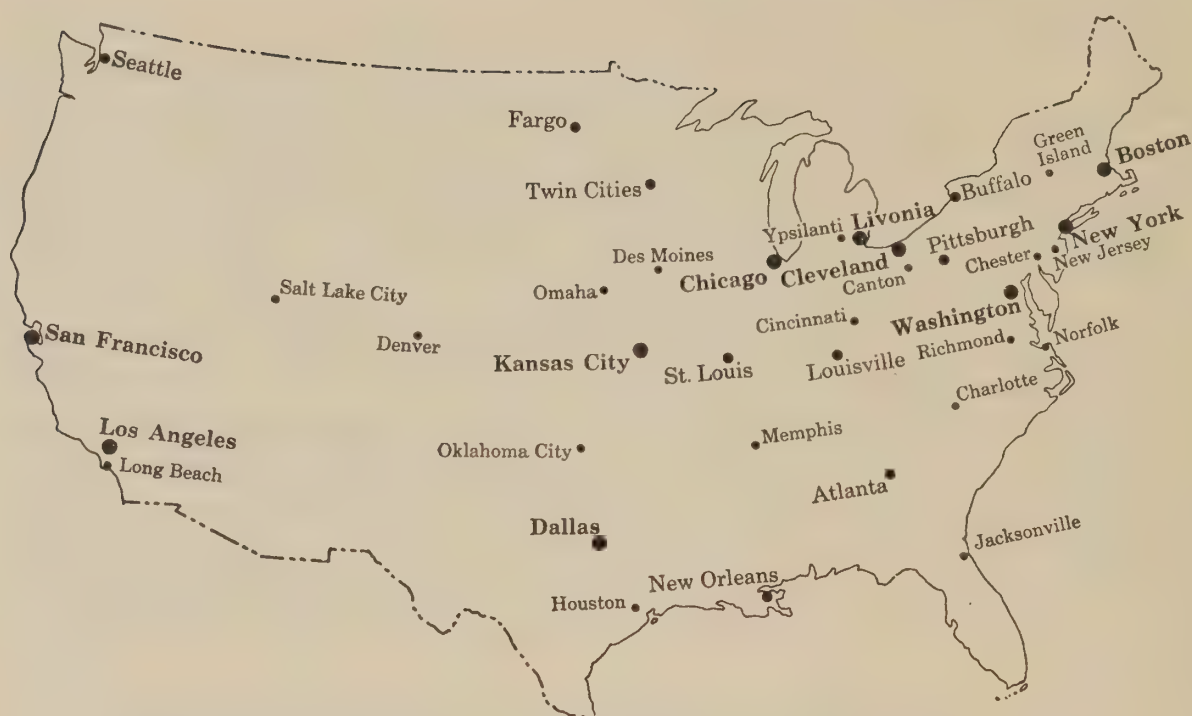 Seattle
Fargo
Twin Cities
Green
Island
Boston
Buffalo
Ypsilanti
Livonia
Pittsburgh
New York
Des Moines
Chicago
Cleveland
Chester
New Jersey
Canton
Salt Lake City
Omaha
Cincinnati
Washington
San Francisco
Denver
Kansas City
St. Louis
Louisville
Richmond
Norfolk
Charlotte
Los Angeles
Long Beach
Oklahoma City
Memphis
Atlanta
Dallas
Jacksonville
New Orleans
Houston